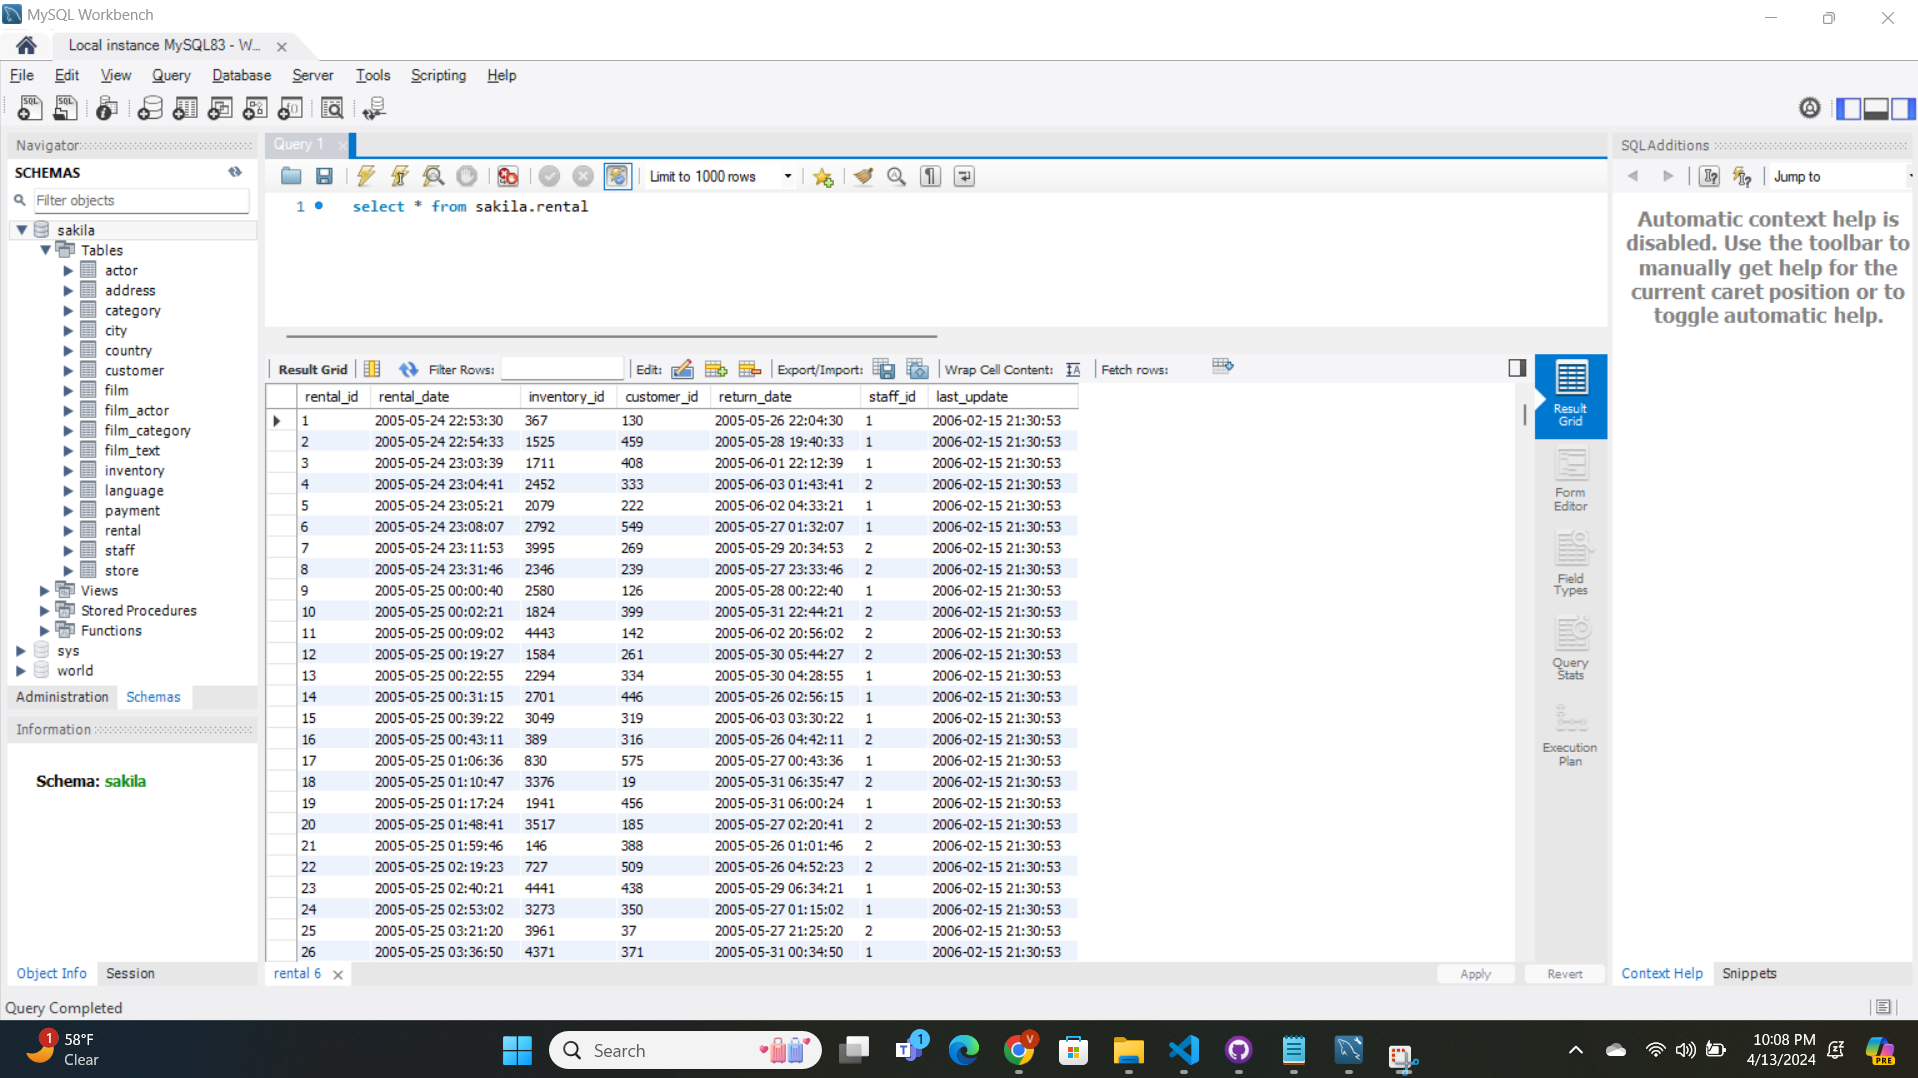 MySQL Workbench
Local instance MySQL83 - W...
File Edit View Query Database Server Tools Scripting Help
Navigator
SCHEMAS
Filter objects
sakila
Tables
actor
address
category
city
country
customer
film
film_actor
film_category
film_text
inventory
language
payment
rental
staff
store
Views
Stored Procedures
Functions
sys
world
Administration Schemas
Information
Schema: sakila
Object Info Session
Query 1
Limit to 1000 rows
1 select * from sakila.rental
Result Grid Filter Rows: Edit: Export/Import: Wrap Cell Content: Fetch rows:
rental_id rental_date inventory_id customer_id return_date staff_id last_update
1 2005-05-24 22:53:30 367 130 2005-05-26 22:04:30 1 2006-02-15 21:30:53
2 2005-05-24 22:54:33 1525 459 2005-05-28 19:40:33 1 2006-02-15 21:30:53
3 2005-05-24 23:03:39 1711 408 2005-06-01 22:12:39 1 2006-02-15 21:30:53
4 2005-05-24 23:04:41 2452 333 2005-06-03 01:43:41 2 2006-02-15 21:30:53
5 2005-05-24 23:05:21 2079 222 2005-06-02 04:33:21 1 2006-02-15 21:30:53
6 2005-05-24 23:08:07 2792 549 2005-05-27 01:32:07 1 2006-02-15 21:30:53
7 2005-05-24 23:11:53 3995 269 2005-05-29 20:34:53 2 2006-02-15 21:30:53
8 2005-05-24 23:31:46 2346 239 2005-05-27 23:33:46 2 2006-02-15 21:30:53
9 2005-05-25 00:00:40 2580 126 2005-05-28 00:22:40 1 2006-02-15 21:30:53
10 2005-05-25 00:02:21 1824 399 2005-05-31 22:44:21 2 2006-02-15 21:30:53
11 2005-05-25 00:09:02 4443 142 2005-06-02 20:56:02 2 2006-02-15 21:30:53
12 2005-05-25 00:19:27 1584 261 2005-05-30 05:44:27 2 2006-02-15 21:30:53
13 2005-05-25 00:22:55 2294 334 2005-05-30 04:28:55 1 2006-02-15 21:30:53
14 2005-05-25 00:31:15 2701 446 2005-05-26 02:56:15 1 2006-02-15 21:30:53
15 2005-05-25 00:39:22 3049 319 2005-06-03 03:30:22 1 2006-02-15 21:30:53
16 2005-05-25 00:43:11 389 316 2005-05-26 04:42:11 2 2006-02-15 21:30:53
17 2005-05-25 01:06:36 830 575 2005-05-27 00:43:36 1 2006-02-15 21:30:53
18 2005-05-25 01:10:47 3376 19 2005-05-31 06:35:47 2 2006-02-15 21:30:53
19 2005-05-25 01:17:24 1941 456 2005-05-31 06:00:24 1 2006-02-15 21:30:53
20 2005-05-25 01:48:41 3517 185 2005-05-27 02:20:41 2 2006-02-15 21:30:53
21 2005-05-25 01:59:46 146 388 2005-05-26 01:01:46 2 2006-02-15 21:30:53
22 2005-05-25 02:19:23 727 509 2005-05-26 04:52:23 2 2006-02-15 21:30:53
23 2005-05-25 02:40:21 4441 438 2005-05-29 06:34:21 1 2006-02-15 21:30:53
24 2005-05-25 02:53:02 3273 350 2005-05-27 01:15:02 1 2006-02-15 21:30:53
25 2005-05-25 03:21:20 3961 37 2005-05-27 21:25:20 2 2006-02-15 21:30:53
26 2005-05-25 03:36:50 4371 371 2005-05-31 00:34:50 1 2006-02-15 21:30:53
rental 6
Apply Revert
Result
Grid
Form
Editor
Field
Types
Query
Stats
Execution
Plan
SQLAdditions
Jump to
Automatic context help is
disabled. Use the toolbar to
manually get help for the
current caret position or to
toggle automatic help.
Context Help Snippets
Query Completed
1
58°F
Clear
Search
1
V
10:08 PM
4/13/2024
PRE